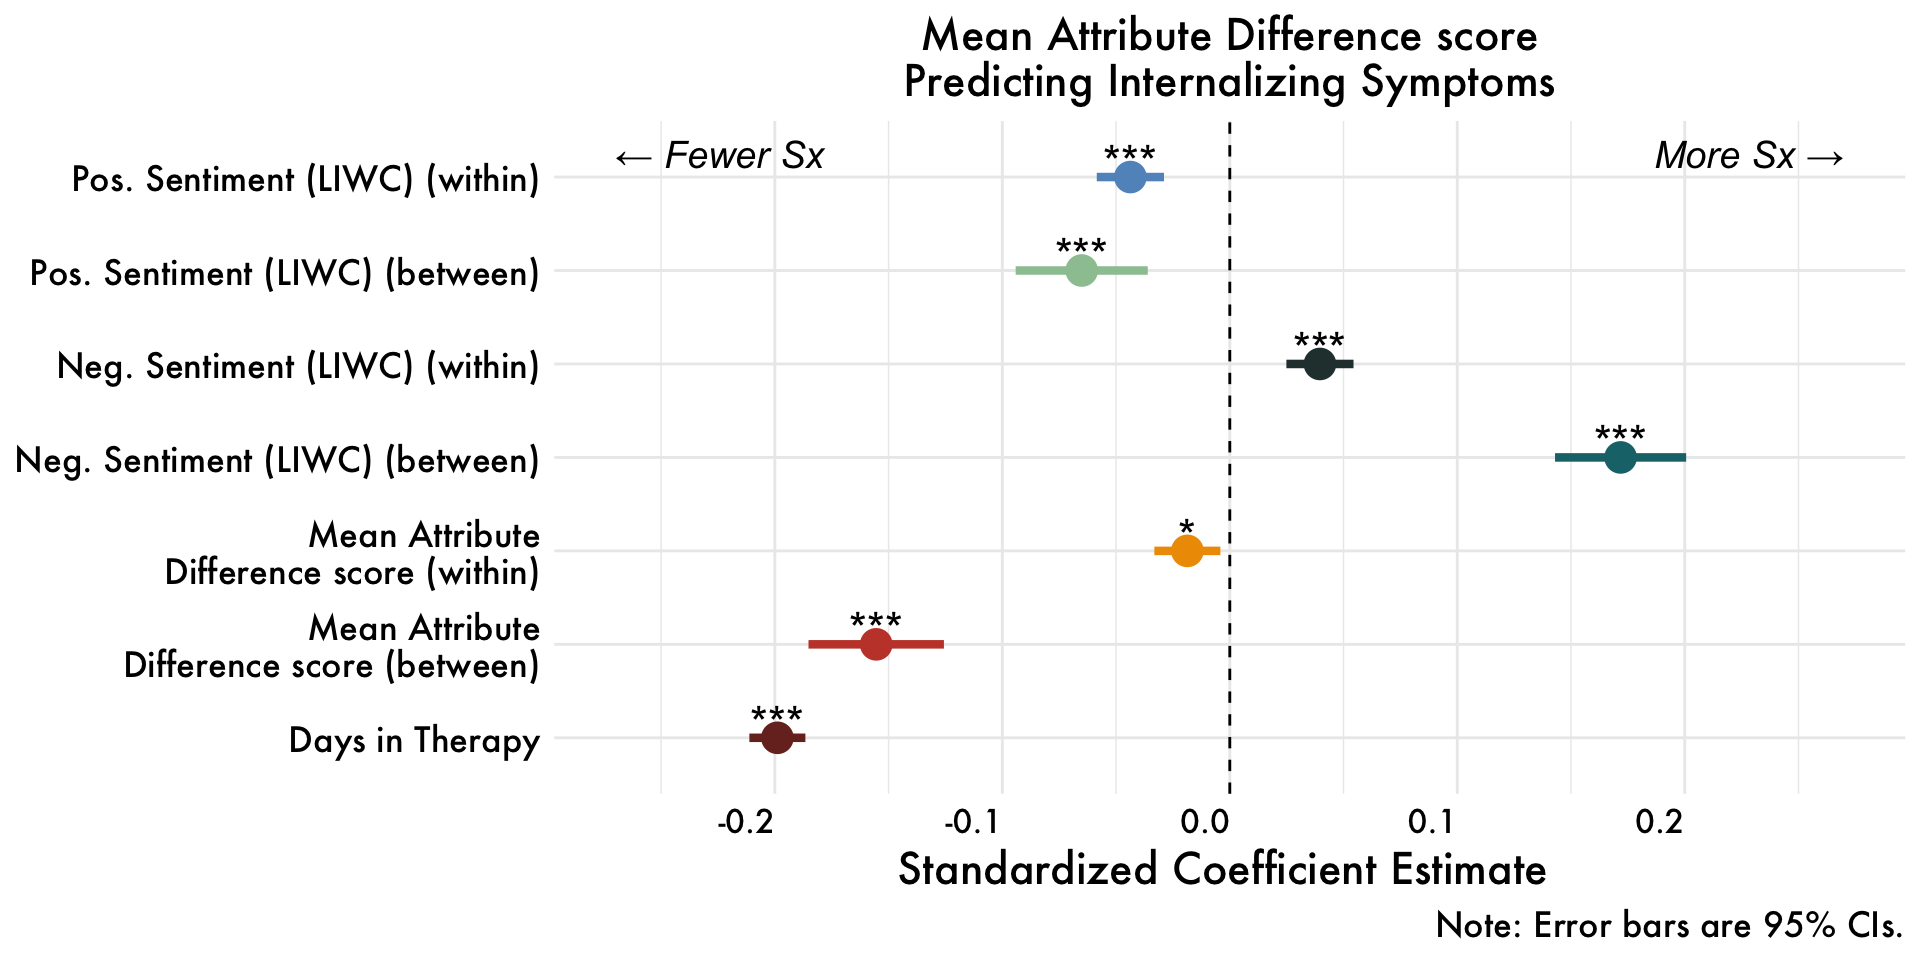 Mean Attribute Difference score
Predicting Internalizing Symptoms
← Fewer Sx
More Sx →
Pos. Sentiment (LIWC) (within)
***
Pos. Sentiment (LIWC) (between)
***
Neg. Sentiment (LIWC) (within)
***
Neg. Sentiment (LIWC) (between)
***
Mean Attribute
Difference score (within)
*
Mean Attribute
Difference score (between)
***
Days in Therapy
***
-0.2 -0.1 0.0 0.1 0.2
Standardized Coefficient Estimate
Note: Error bars are 95% CIs.